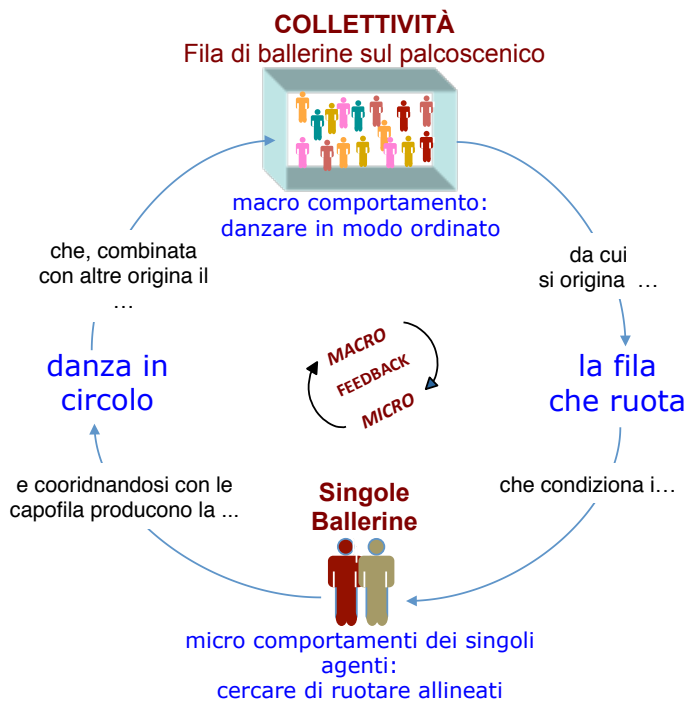 COLLETTIVITÀ
Fila di ballerine sul palcoscenico
macro comportamento:
danzare in modo ordinato
da cui
si origina ...
la fila
che ruota
che condiziona i...
Singole
Ballerine
micro comportamenti dei singoli
agenti:
cercare di ruotare allineati
e cooridnandosi con le
capofila producono la ...
danza in
circolo
che, combinata
con altre origina il
...
MACRO
FEEDBACK
MICRO